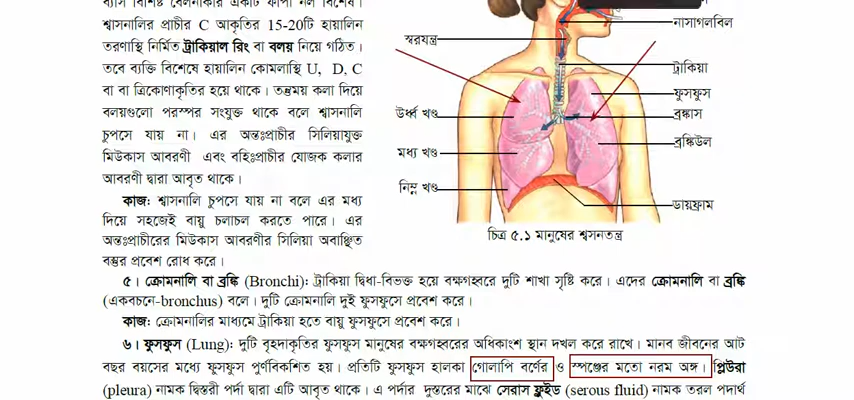 ব্যাস বিশিষ্ট বেলনাকার একটি ফাঁপা নল বিশেষ।
শ্বাসনালির প্রাচীর C আকৃতির 15-20টি হায়ালিন
তরণাস্থি নির্মিত ট্রাকিয়াল রিং বা বলয় নিয়ে গঠিত।
তবে ব্যক্তি বিশেষে হায়ালিন কোমলাস্থি U, D, C
বা বা ত্রিকোণাকৃতির হয়ে থাকে। তন্তুময় কলা দিয়ে
বলয়গুলো পরস্পর সংযুক্ত থাকে বলে শ্বাসনালি
চুপসে যায় না। এর অন্তঃপ্রাচীর সিলিয়াযুক্ত
মিউকাস আবরণী এবং বহিঃপ্রাচীর যোজক কলার
আবরণী দ্বারা আবৃত থাকে।
কাজ: শ্বাসনালি চুপসে যায় না বলে এর মধ্য
দিয়ে সহজেই বায়ু চলাচল করতে পারে। এর
অন্তঃপ্রাচীরের মিউকাস আবরণীর সিলিয়া অবাঞ্ছিত
বস্তুর প্রবেশ রোধ করে।
নাসাগলবিল
স্বরযন্ত্র
ট্রাকিয়া
ফুসফুস
ঊর্ধ্ব খণ্ড
ব্রঙ্কাস
ব্রঙ্কিউল
মধ্য খণ্ড
নিম্ন খণ্ড
ডায়াফ্রাম
চিত্র ৫.১ মানুষের শ্বসনতন্ত্র
৫। ক্রোমনালি বা ব্রঙ্কি (Bronchi): ট্রাকিয়া দ্বিধা-বিভক্ত হয়ে বক্ষগহ্বরে দুটি শাখা সৃষ্টি করে। এদের ক্রোমনালি বা ব্রঙ্কি
(একবচনে-bronchus) বলে। দুটি ক্রোমনালি দুই ফুসফুসে প্রবেশ করে।
কাজ: ক্রোমনালির মাধ্যমে ট্রাকিয়া হতে বায়ু ফুসফুসে প্রবেশ করে।
৬। ফুসফুস (Lung): দুটি বৃহদাকৃতির ফুসফুস মানুষের বক্ষগহ্বরের অধিকাংশ স্থান দখল করে রাখে। মানব জীবনের আট
বছর বয়সের মধ্যে ফুসফুস পুর্ণবিকশিত হয়। প্রতিটি ফুসফুস হালকা গোলাপি বর্ণের ও স্পঞ্জের মতো নরম অঙ্গ। প্লিউরা
(pleura) নামক দ্বিস্তরী পর্দা দ্বারা এটি আবৃত থাকে। এ পর্দার দুস্তরের মাঝে সেরাস ফ্লুইড (serous fluid) নামক তরল পদার্থ